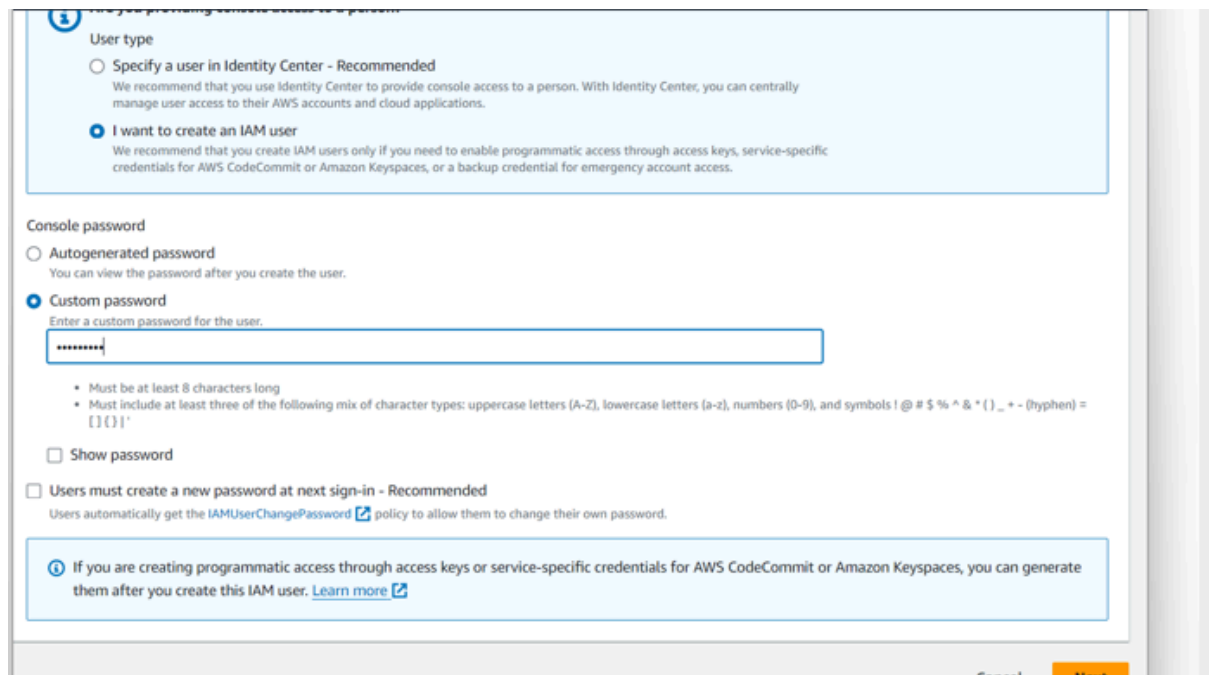 Are you providing console access to a person?
User type
Specify a user in Identity Center - Recommended
We recommend that you use Identity Center to provide console access to a person. With Identity Center, you can centrally
manage user access to their AWS accounts and cloud applications.
I want to create an IAM user
We recommend that you create IAM users only if you need to enable programmatic access through access keys, service-specific
credentials for AWS CodeCommit or Amazon Keyspaces, or a backup credential for emergency account access.
Console password
Autogenerated password
You can view the password after you create the user.
Custom password
Enter a custom password for the user.
•••••••••
• Must be at least 8 characters long
• Must include at least three of the following mix of character types: uppercase letters (A-Z), lowercase letters (a-z), numbers (0-9), and symbols ! @ # $ % ^ & * ( ) _ + - (hyphen) =
[ ] { } | '
Show password
Users must create a new password at next sign-in - Recommended
Users automatically get the IAMUserChangePassword policy to allow them to change their own password.
If you are creating programmatic access through access keys or service-specific credentials for AWS CodeCommit or Amazon Keyspaces, you can generate
them after you create this IAM user. Learn more
Cancel Next